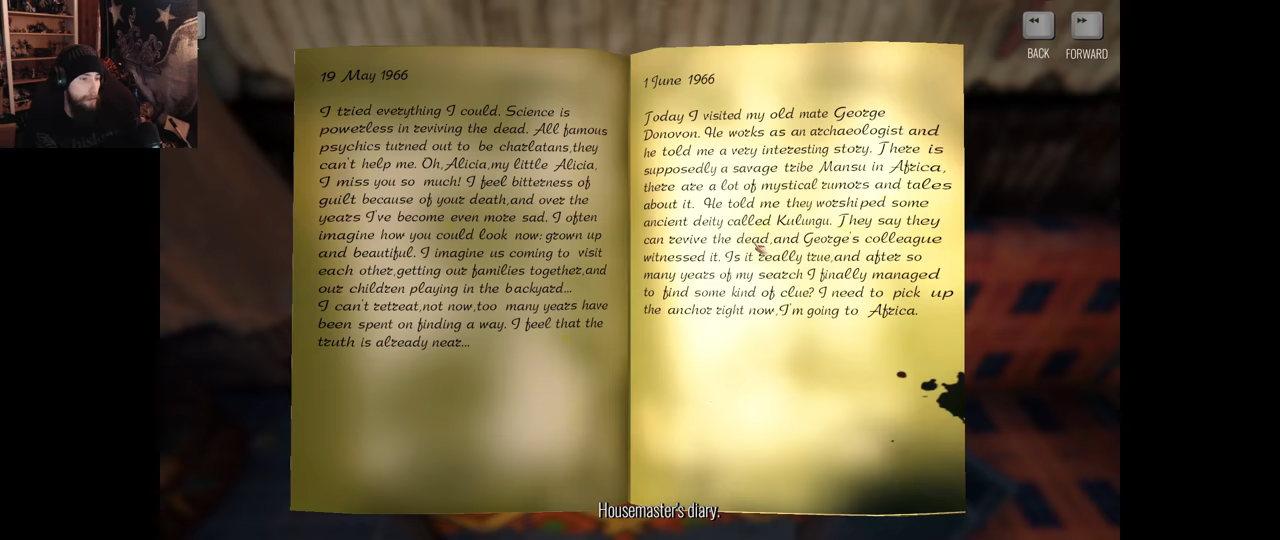 BACK
FORWARD
19 May 1966
I tried everything I could. Science is
powerless in reviving the dead. All famous
psychics turned out to be charlatans,they
can't help me. Oh,Alicia,my little Alicia,
I miss you so much! I feel bitterness of
guilt because of your death,and over the
years I've become even more sad. I often
imagine how you could look now: grown up
and beautiful. I imagine us coming to visit
each other,getting our families together,and
our children playing in the backyard...
I can't retreat,not now,too many years have
been spent on finding a way. I feel that the
truth is already near...
1 June 1966
Today I visited my old mate George
Donovon. He works as an archaeologist and
he told me a very interesting story. There is
supposedly a savage tribe Mansu in Africa,
there are a lot of mystical rumors and tales
about it. He told me they worshiped some
ancient deity called Kulungu. They say they
can revive the dead,and George's colleague
witnessed it. Is it really true,and after so
many years of my search I finally managed
to find some kind of clue? I need to pick up
the anchor right now,I'm going to Africa.
Housemaster's diary.